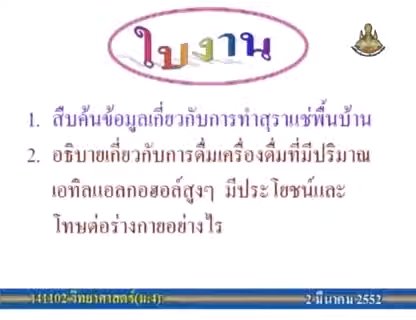 ใบงาน
1. สืบค้นข้อมูลเกี่ยวกับการทำสุราแช่พื้นบ้าน
2. อธิบายเกี่ยวกับการดื่มเครื่องดื่มที่มีปริมาณ
เอทิลแอลกอฮอล์สูงๆ มีประโยชน์และ
โทษต่อร่างกายอย่างไร
วิทยาศาสตร์(ม.4) 2 มีนาคม 2552